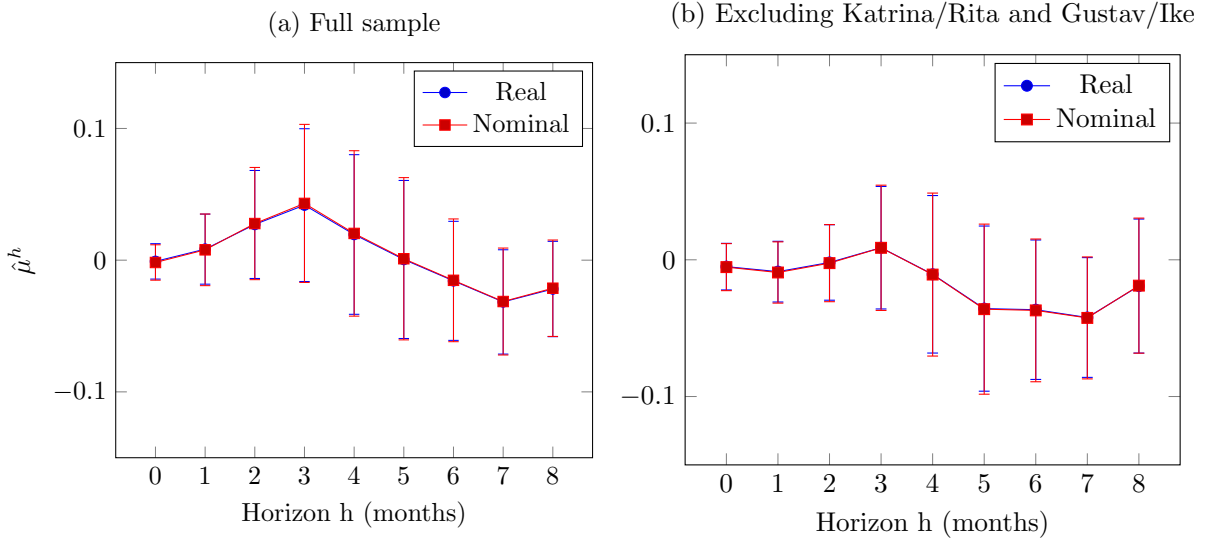 (a) Full sample
Real
Nominal
0.1
0
−0.1
μ̂^h
0 1 2 3 4 5 6 7 8
Horizon h (months)
(b) Excluding Katrina/Rita and Gustav/Ike
Real
Nominal
0.1
0
−0.1
0 1 2 3 4 5 6 7 8
Horizon h (months)